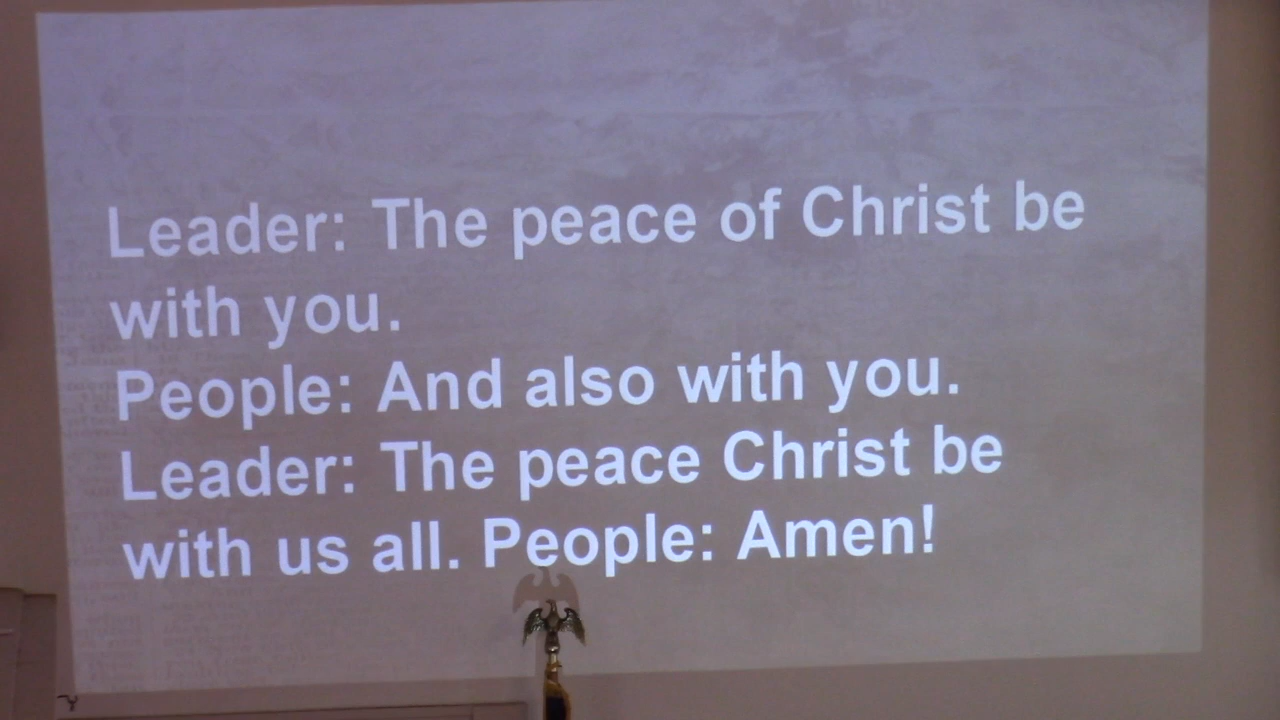 Leader: The peace of Christ be
with you.
People: And also with you.
Leader: The peace Christ be
with us all. People: Amen!